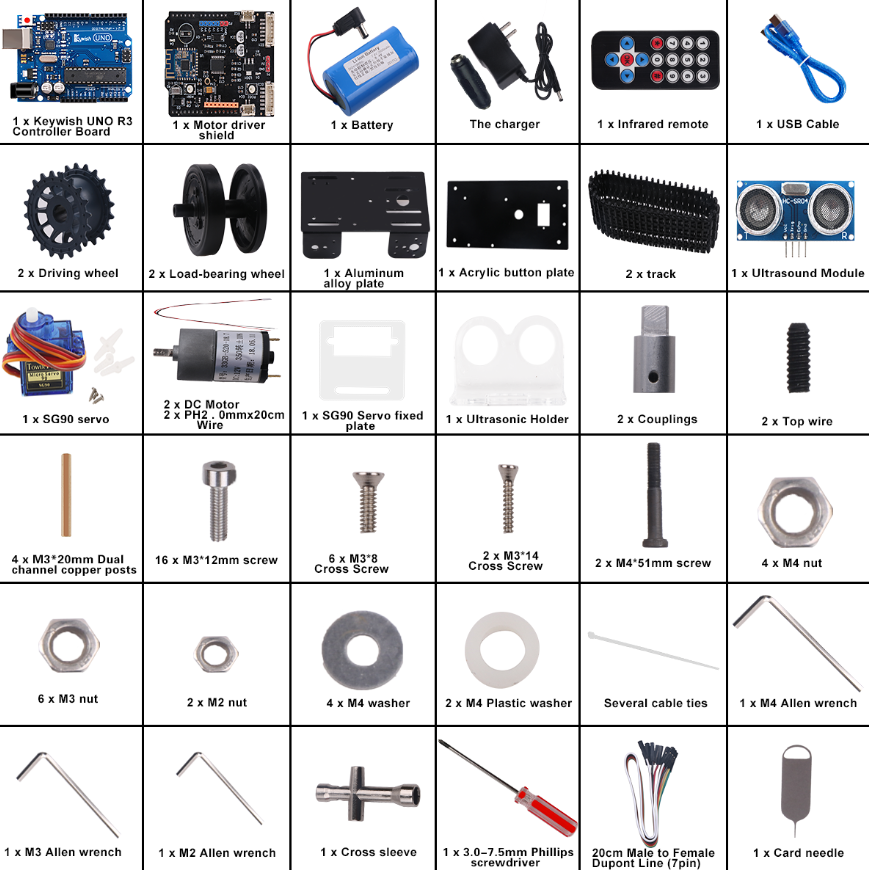 Keywish UNO
1 x Keywish UNO R3
Controller Board
1 x Motor driver
shield
Li-ion Battery
1 x Battery
The charger
1 x Infrared remote
1 x USB Cable
2 x Driving wheel
2 x Load-bearing wheel
1 x Aluminum
alloy plate
1 x Acrylic button plate
2 x track
HC-SR04
T
R
1 x Ultrasound Module
1 x SG90 servo
2 x DC Motor
2 x PH2 . 0mmx20cm
Wire
1 x SG90 Servo fixed
plate
1 x Ultrasonic Holder
2 x Couplings
2 x Top wire
4 x M3*20mm Dual
channel copper posts
16 x M3*12mm screw
6 x M3*8
Cross Screw
2 x M3*14
Cross Screw
2 x M4*51mm screw
4 x M4 nut
6 x M3 nut
2 x M2 nut
4 x M4 washer
2 x M4 Plastic washer
Several cable ties
1 x M4 Allen wrench
1 x M3 Allen wrench
1 x M2 Allen wrench
1 x Cross sleeve
1 x 3.0–7.5mm Phillips
screwdriver
20cm Male to Female
Dupont Line (7pin)
1 x Card needle